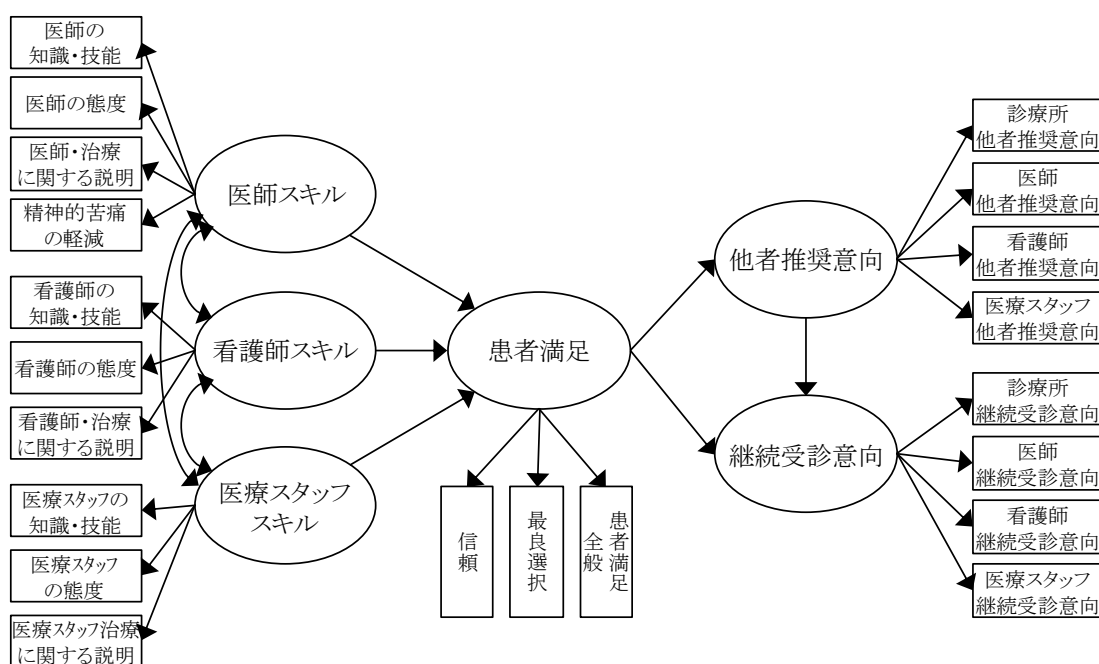 医師の
知識・技能
医師の態度
医師・治療
に関する説明
精神的苦痛
の軽減
看護師の
知識・技能
看護師の態度
看護師・治療
に関する説明
医療スタッフの
知識・技能
医療スタッフ
の態度
医療スタッフ治療
に関する説明
医師スキル
看護師スキル
医療スタッフ
スキル
患者満足
信頼
最良選択
患者満足
全般
他者推奨意向
継続受診意向
診療所
他者推奨意向
医師
他者推奨意向
看護師
他者推奨意向
医療スタッフ
他者推奨意向
診療所
継続受診意向
医師
継続受診意向
看護師
継続受診意向
医療スタッフ
継続受診意向